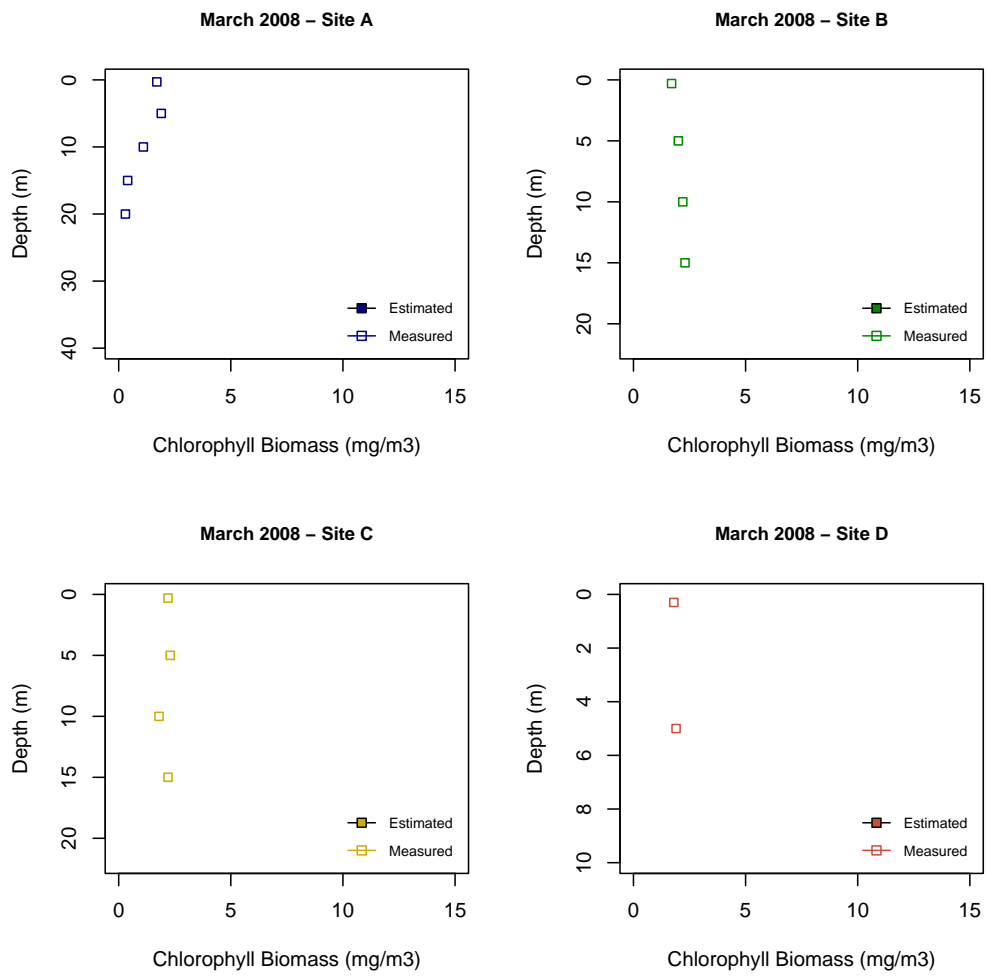 March 2008 – Site A
0
10
20
30
40
Depth (m)
Estimated
Measured
0 5 10 15
Chlorophyll Biomass (mg/m3)
March 2008 – Site B
0
5
10
15
20
Depth (m)
Estimated
Measured
0 5 10 15
Chlorophyll Biomass (mg/m3)
March 2008 – Site C
0
5
10
15
20
Depth (m)
Estimated
Measured
0 5 10 15
Chlorophyll Biomass (mg/m3)
March 2008 – Site D
0
2
4
6
8
10
Depth (m)
Estimated
Measured
0 5 10 15
Chlorophyll Biomass (mg/m3)